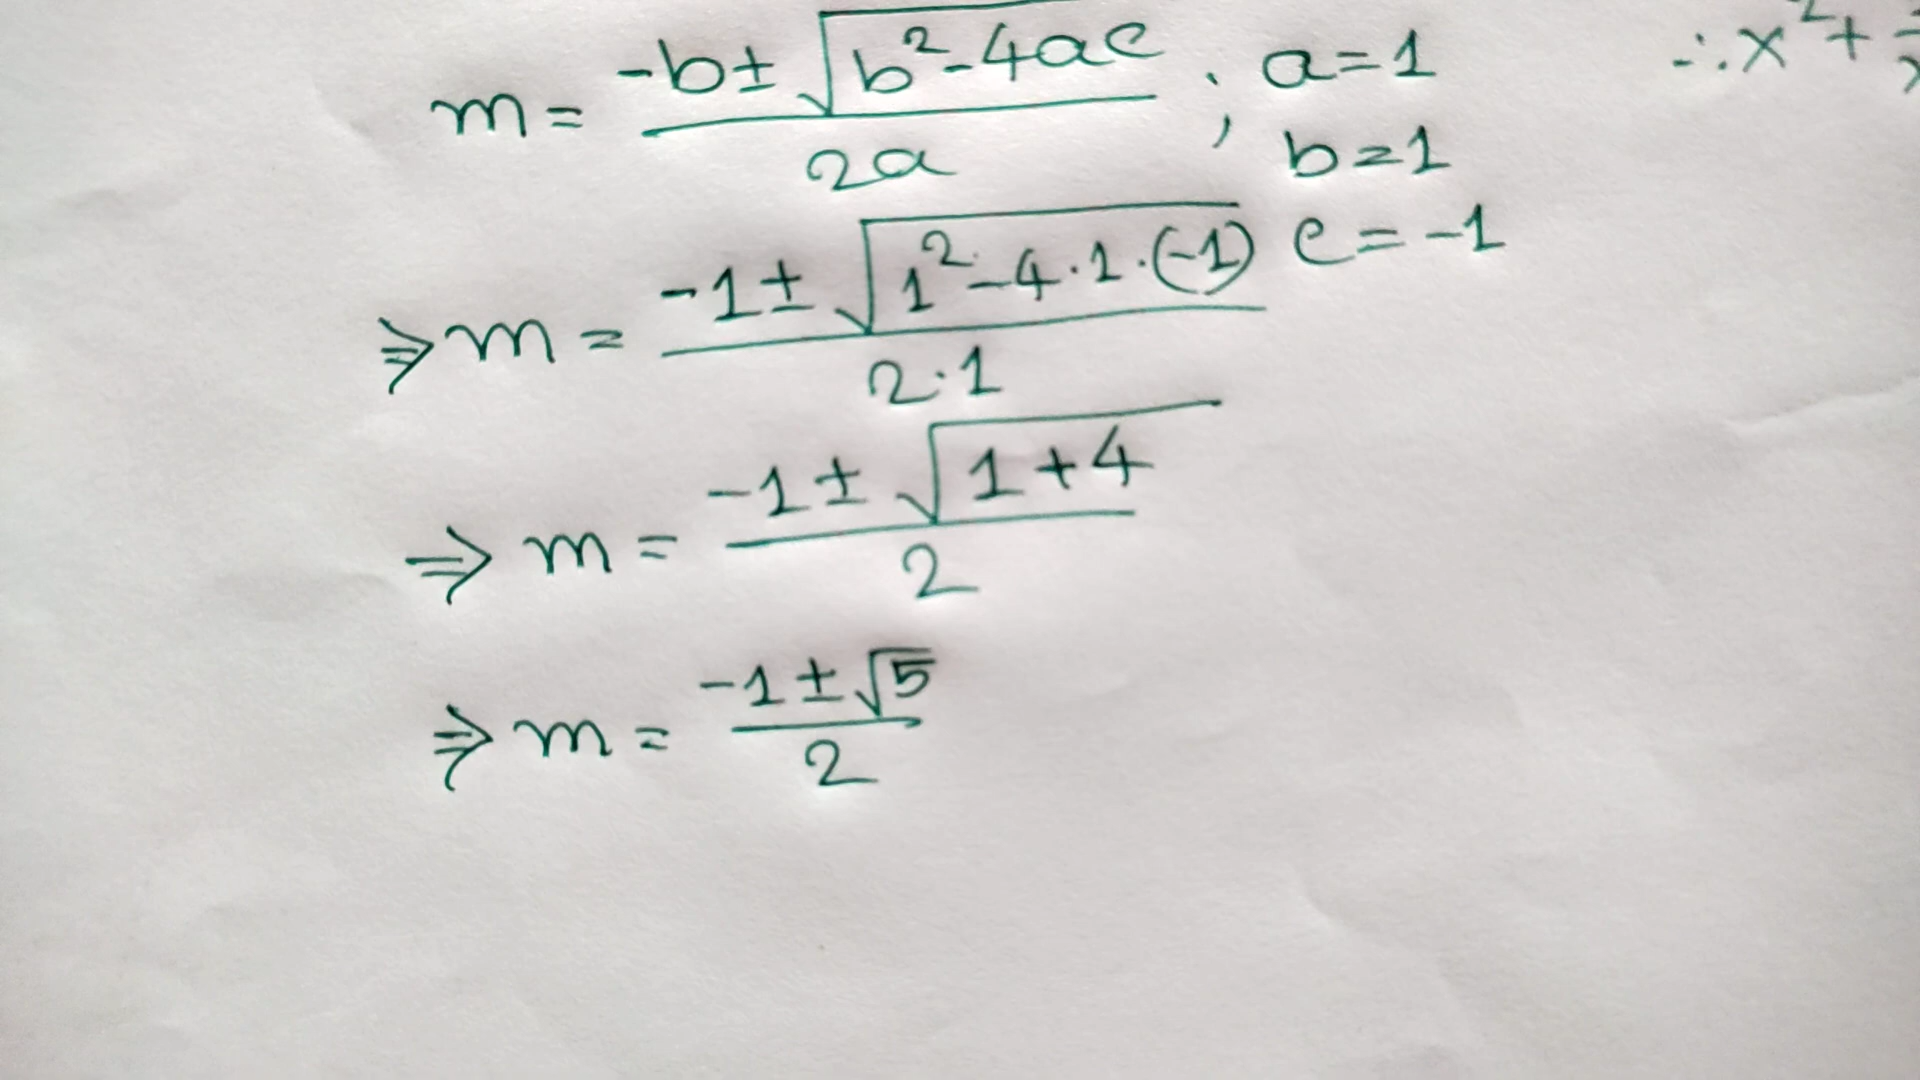 m = (-b ± √(b² - 4ac)) / 2a ; a = 1
b = 1
c = -1
⇒ m = (-1 ± √(1² - 4·1·(-1))) / 2·1
⇒ m = (-1 ± √(1 + 4)) / 2
⇒ m = (-1 ± √5) / 2
∴ x² +